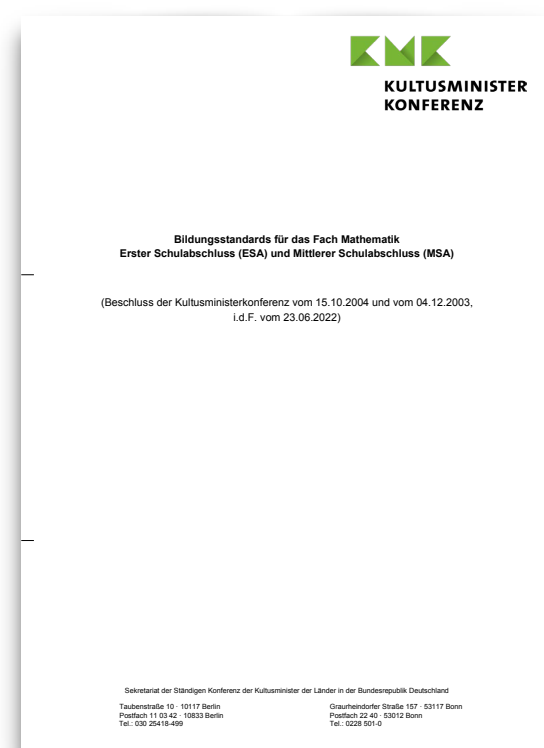 KMK
KULTUSMINISTER
KONFERENZ
Bildungsstandards für das Fach Mathematik
Erster Schulabschluss (ESA) und Mittlerer Schulabschluss (MSA)
(Beschluss der Kultusministerkonferenz vom 15.10.2004 und vom 04.12.2003,
i.d.F. vom 23.06.2022)
Sekretariat der Ständigen Konferenz der Kultusminister der Länder in der Bundesrepublik Deutschland
Taubenstraße 10 · 10117 Berlin
Postfach 11 03 42 · 10833 Berlin
Tel.: 030 25418-499
Graurheindorfer Straße 157 · 53117 Bonn
Postfach 22 40 · 53012 Bonn
Tel.: 0228 501-0